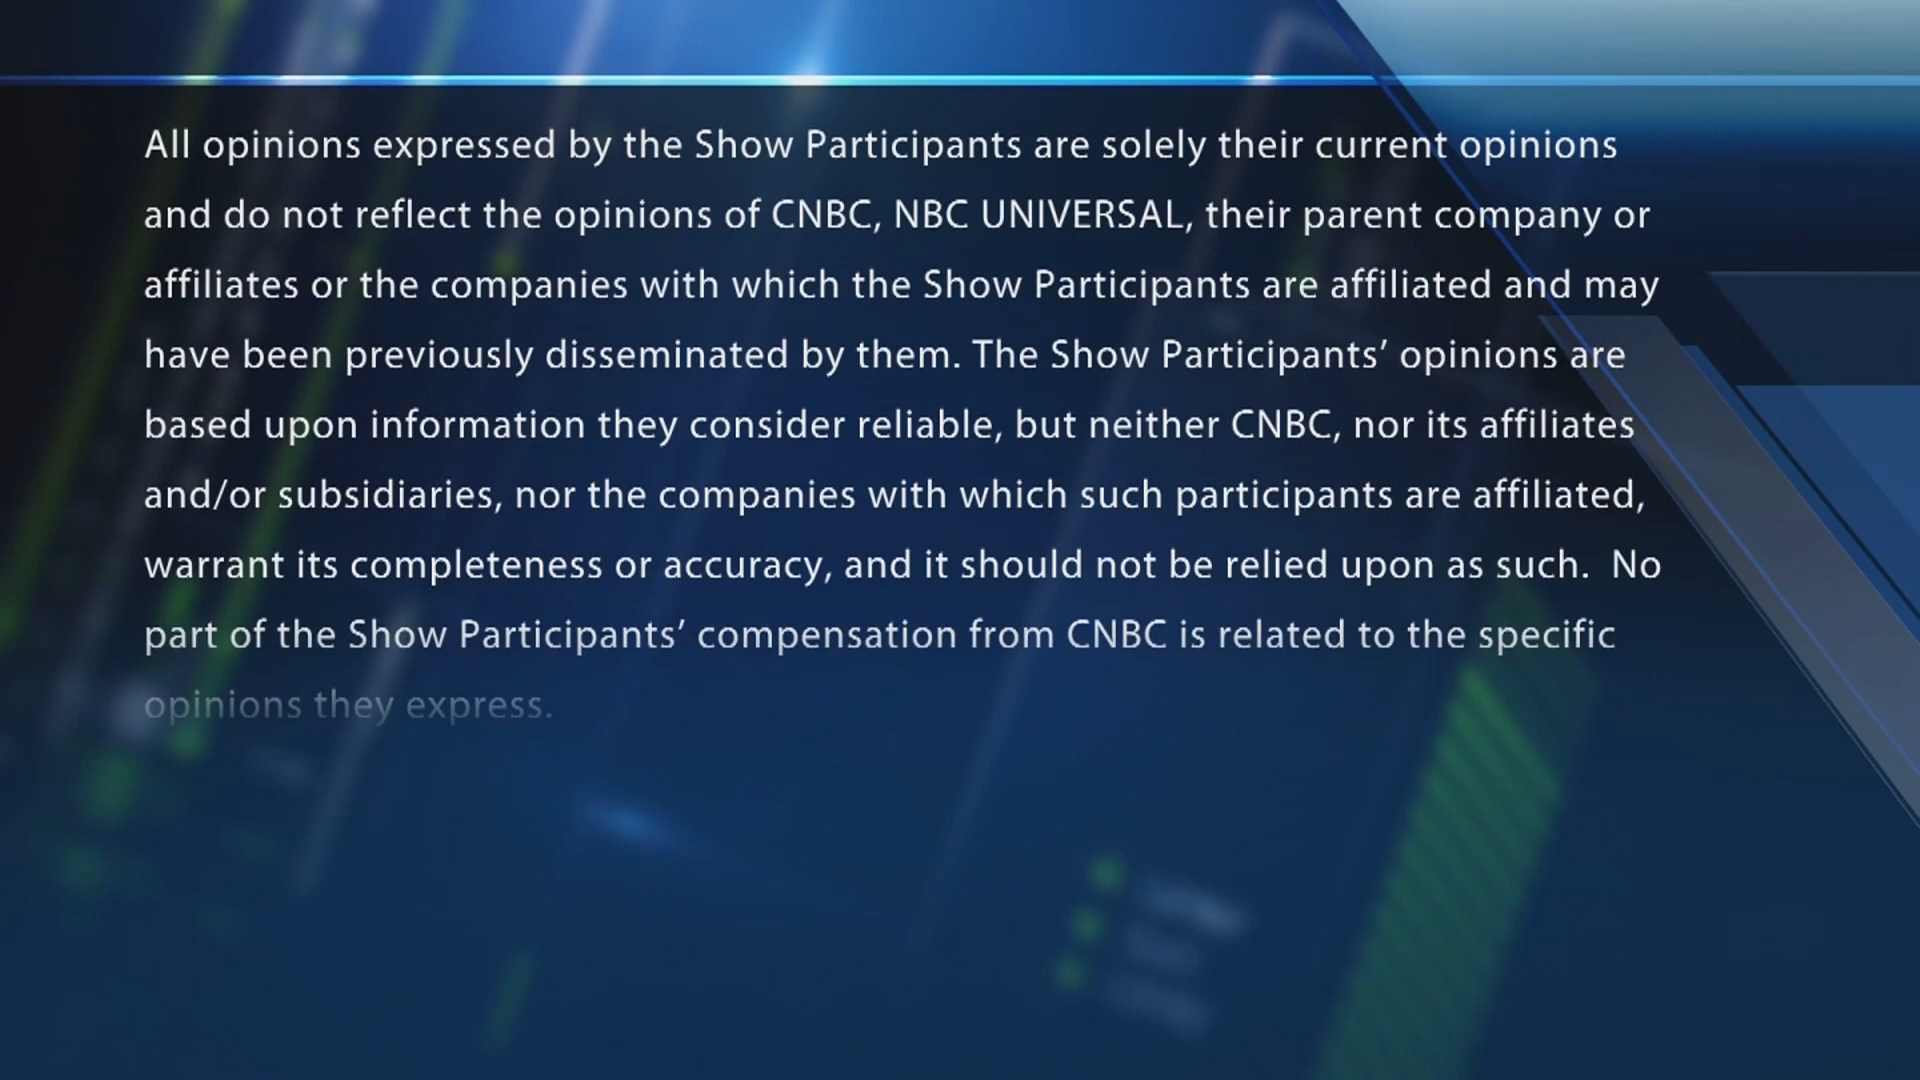 All opinions expressed by the Show Participants are solely their current opinions
and do not reflect the opinions of CNBC, NBC UNIVERSAL, their parent company or
affiliates or the companies with which the Show Participants are affiliated and may
have been previously disseminated by them. The Show Participants’ opinions are
based upon information they consider reliable, but neither CNBC, nor its affiliates
and/or subsidiaries, nor the companies with which such participants are affiliated,
warrant its completeness or accuracy, and it should not be relied upon as such.  No
part of the Show Participants’ compensation from CNBC is related to the specific
opinions they express.